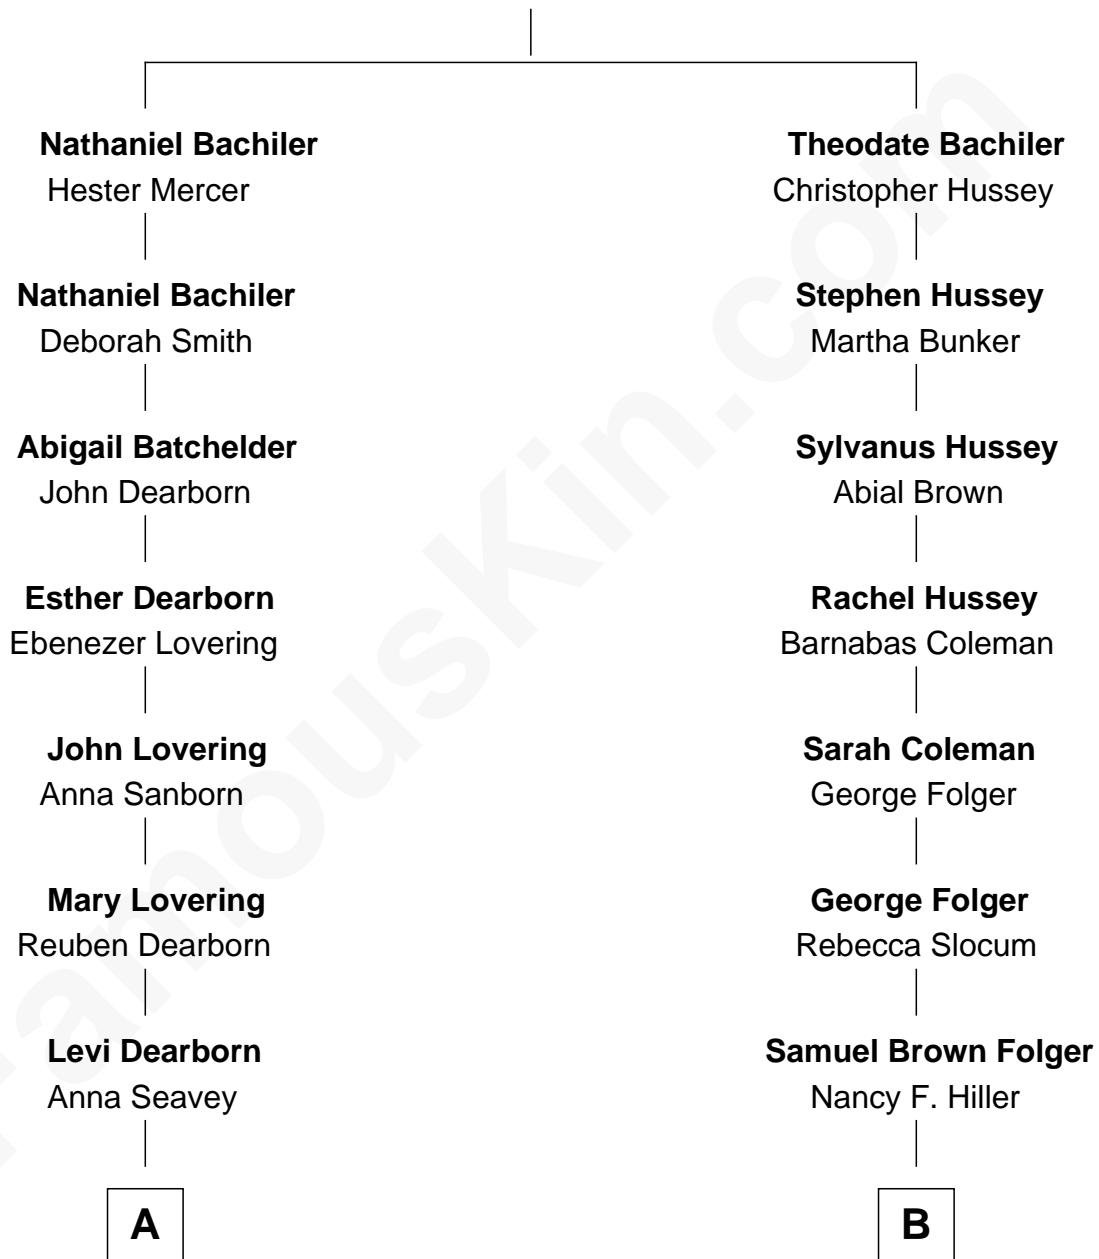 Nathaniel Bachiler
Hester Mercer
Nathaniel Bachiler
Deborah Smith
Abigail Batchelder
John Dearborn
Esther Dearborn
Ebenezer Lovering
John Lovering
Anna Sanborn
Mary Lovering
Reuben Dearborn
Levi Dearborn
Anna Seavey
A
Theodate Bachiler
Christopher Hussey
Stephen Hussey
Martha Bunker
Sylvanus Hussey
Abial Brown
Rachel Hussey
Barnabas Coleman
Sarah Coleman
George Folger
George Folger
Rebecca Slocum
Samuel Brown Folger
Nancy F. Hiller
B
FamousKin.com